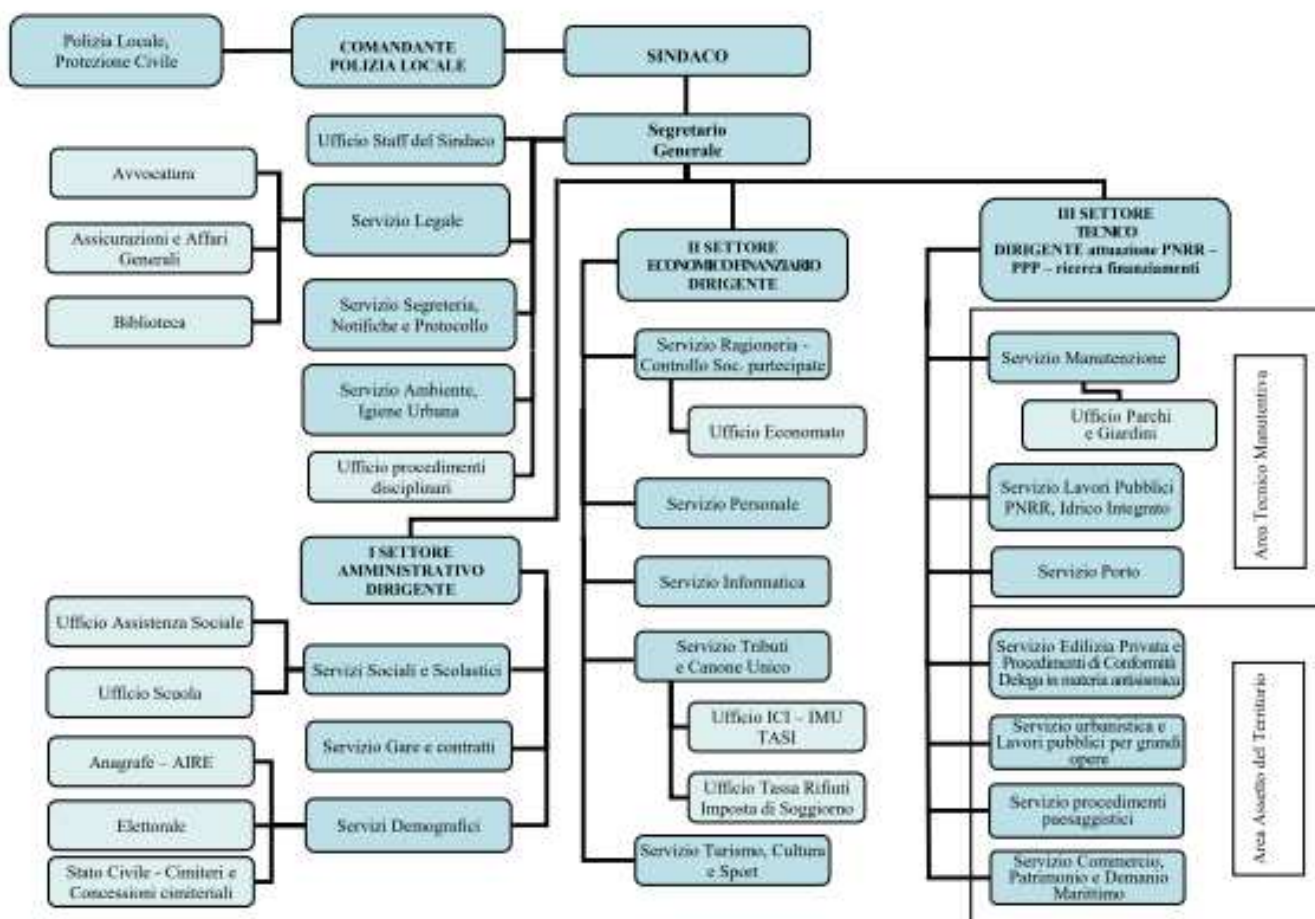 Polizia Locale,
Protezione Civile
COMANDANTE
POLIZIA LOCALE
SINDACO
Segretario
Generale
Ufficio Staff del Sindaco
Avvocatura
Assicurazioni e Affari
Generali
Biblioteca
Servizio Legale
Servizio Segreteria,
Notifiche e Protocollo
Servizio Ambiente,
Igiene Urbana
Ufficio procedimenti
disciplinari
I SETTORE
AMMINISTRATIVO
DIRIGENTE
Ufficio Assistenza Sociale
Ufficio Scuola
Servizi Sociali e Scolastici
Servizio Gare e contratti
Anagrafe – AIRE
Elettorale
Stato Civile - Cimiteri e
Concessioni cimiteriali
Servizi Demografici
II SETTORE
ECONOMICO FINANZIARIO
DIRIGENTE
Servizio Ragioneria -
Controllo Soc. partecipate
Ufficio Economato
Servizio Personale
Servizio Informatica
Servizio Tributi
e Canone Unico
Ufficio ICI – IMU
TASI
Ufficio Tassa Rifiuti
Imposta di Soggiorno
Servizio Turismo, Cultura
e Sport
III SETTORE
TECNICO
DIRIGENTE attuazione PNRR –
PPP – ricerca finanziamenti
Servizio Manutenzione
Ufficio Parchi
e Giardini
Servizio Lavori Pubblici
PNRR, Idrico Integrato
Servizio Porto
Area Tecnico Manutentiva
Servizio Edilizia Privata e
Procedimenti di Conformità
Delega in materia antisismica
Servizio urbanistica e
Lavori pubblici per grandi
opere
Servizio procedimenti
paesaggistici
Servizio Commercio,
Patrimonio e Demanio
Marittimo
Area Assetto del Territorio